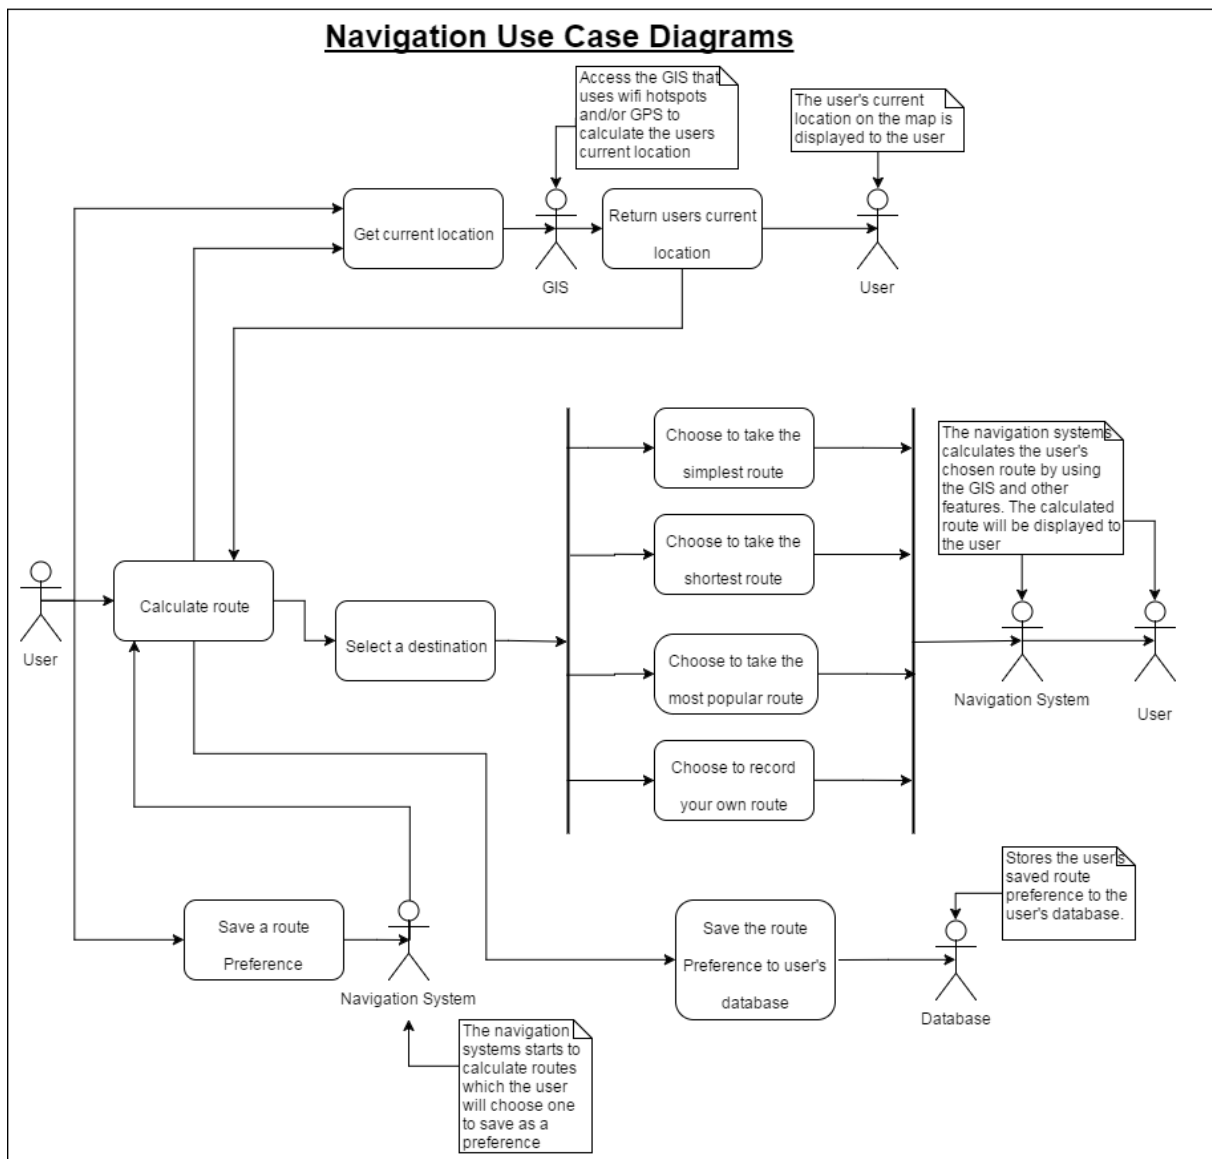 Navigation Use Case Diagrams
Access the GIS that
uses wifi hotspots
and/or GPS to
calculate the users
current location
The user's current
location on the map is
displayed to the user
Get current location
GIS
Return users current
location
User
Choose to take the
simplest route
The navigation systems
calculates the user's
chosen route by using
the GIS and other
features. The calculated
route will be displayed to
the user
Choose to take the
shortest route
User
Calculate route
Select a destination
Choose to take the
most popular route
Navigation System
User
Choose to record
your own route
Save a route
Preference
Navigation System
The navigation
systems starts to
calculate routes
which the user
will choose one
to save as a
preference
Save the route
Preference to user's
database
Stores the user's
saved route
preference to the
user's database.
Database